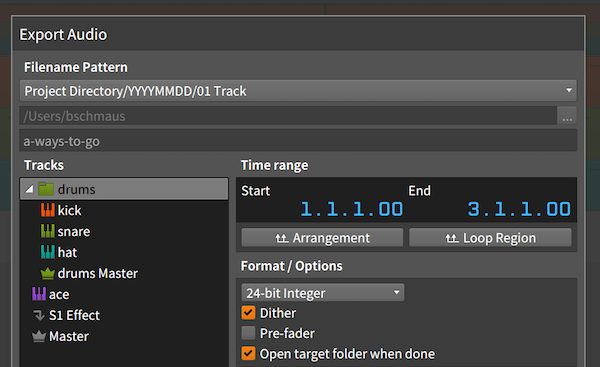 Export Audio
Filename Pattern
Project Directory/YYYYMMDD/01 Track
/Users/bschmaus
...
a-ways-to-go
Tracks
drums
kick
snare
hat
drums Master
ace
S1 Effect
Master
Time range
Start End
1.1.1.00 3.1.1.00
Arrangement Loop Region
Format / Options
24-bit Integer
Dither
Pre-fader
Open target folder when done